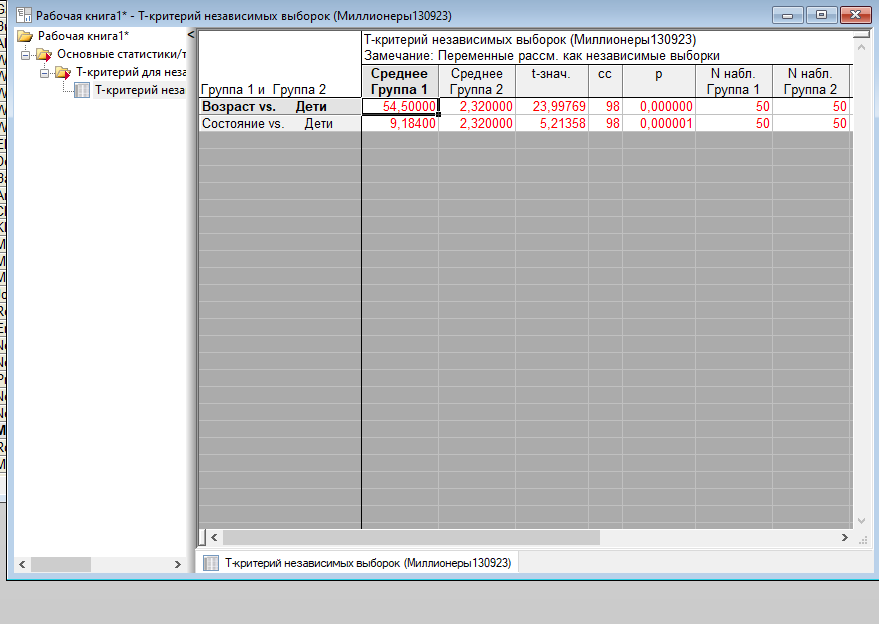 Рабочая книга1* - Т-критерий независимых выборок (Миллионеры130923)
Рабочая книга1*
Основные статистики/т
Т-критерий для неза
Т-критерий неза
Т-критерий независимых выборок (Миллионеры130923)
Замечание: Переменные рассм. как независимые выборки
Группа 1 и Группа 2 Среднее Группа 1 Среднее Группа 2 t-знач. сс p N набл. Группа 1 N набл. Группа 2
Возраст vs. Дети 54,50000 2,320000 23,99769 98 0,000000 50 50
Состояние vs. Дети 9,18400 2,320000 5,21358 98 0,000001 50 50
Т-критерий независимых выборок (Миллионеры130923)